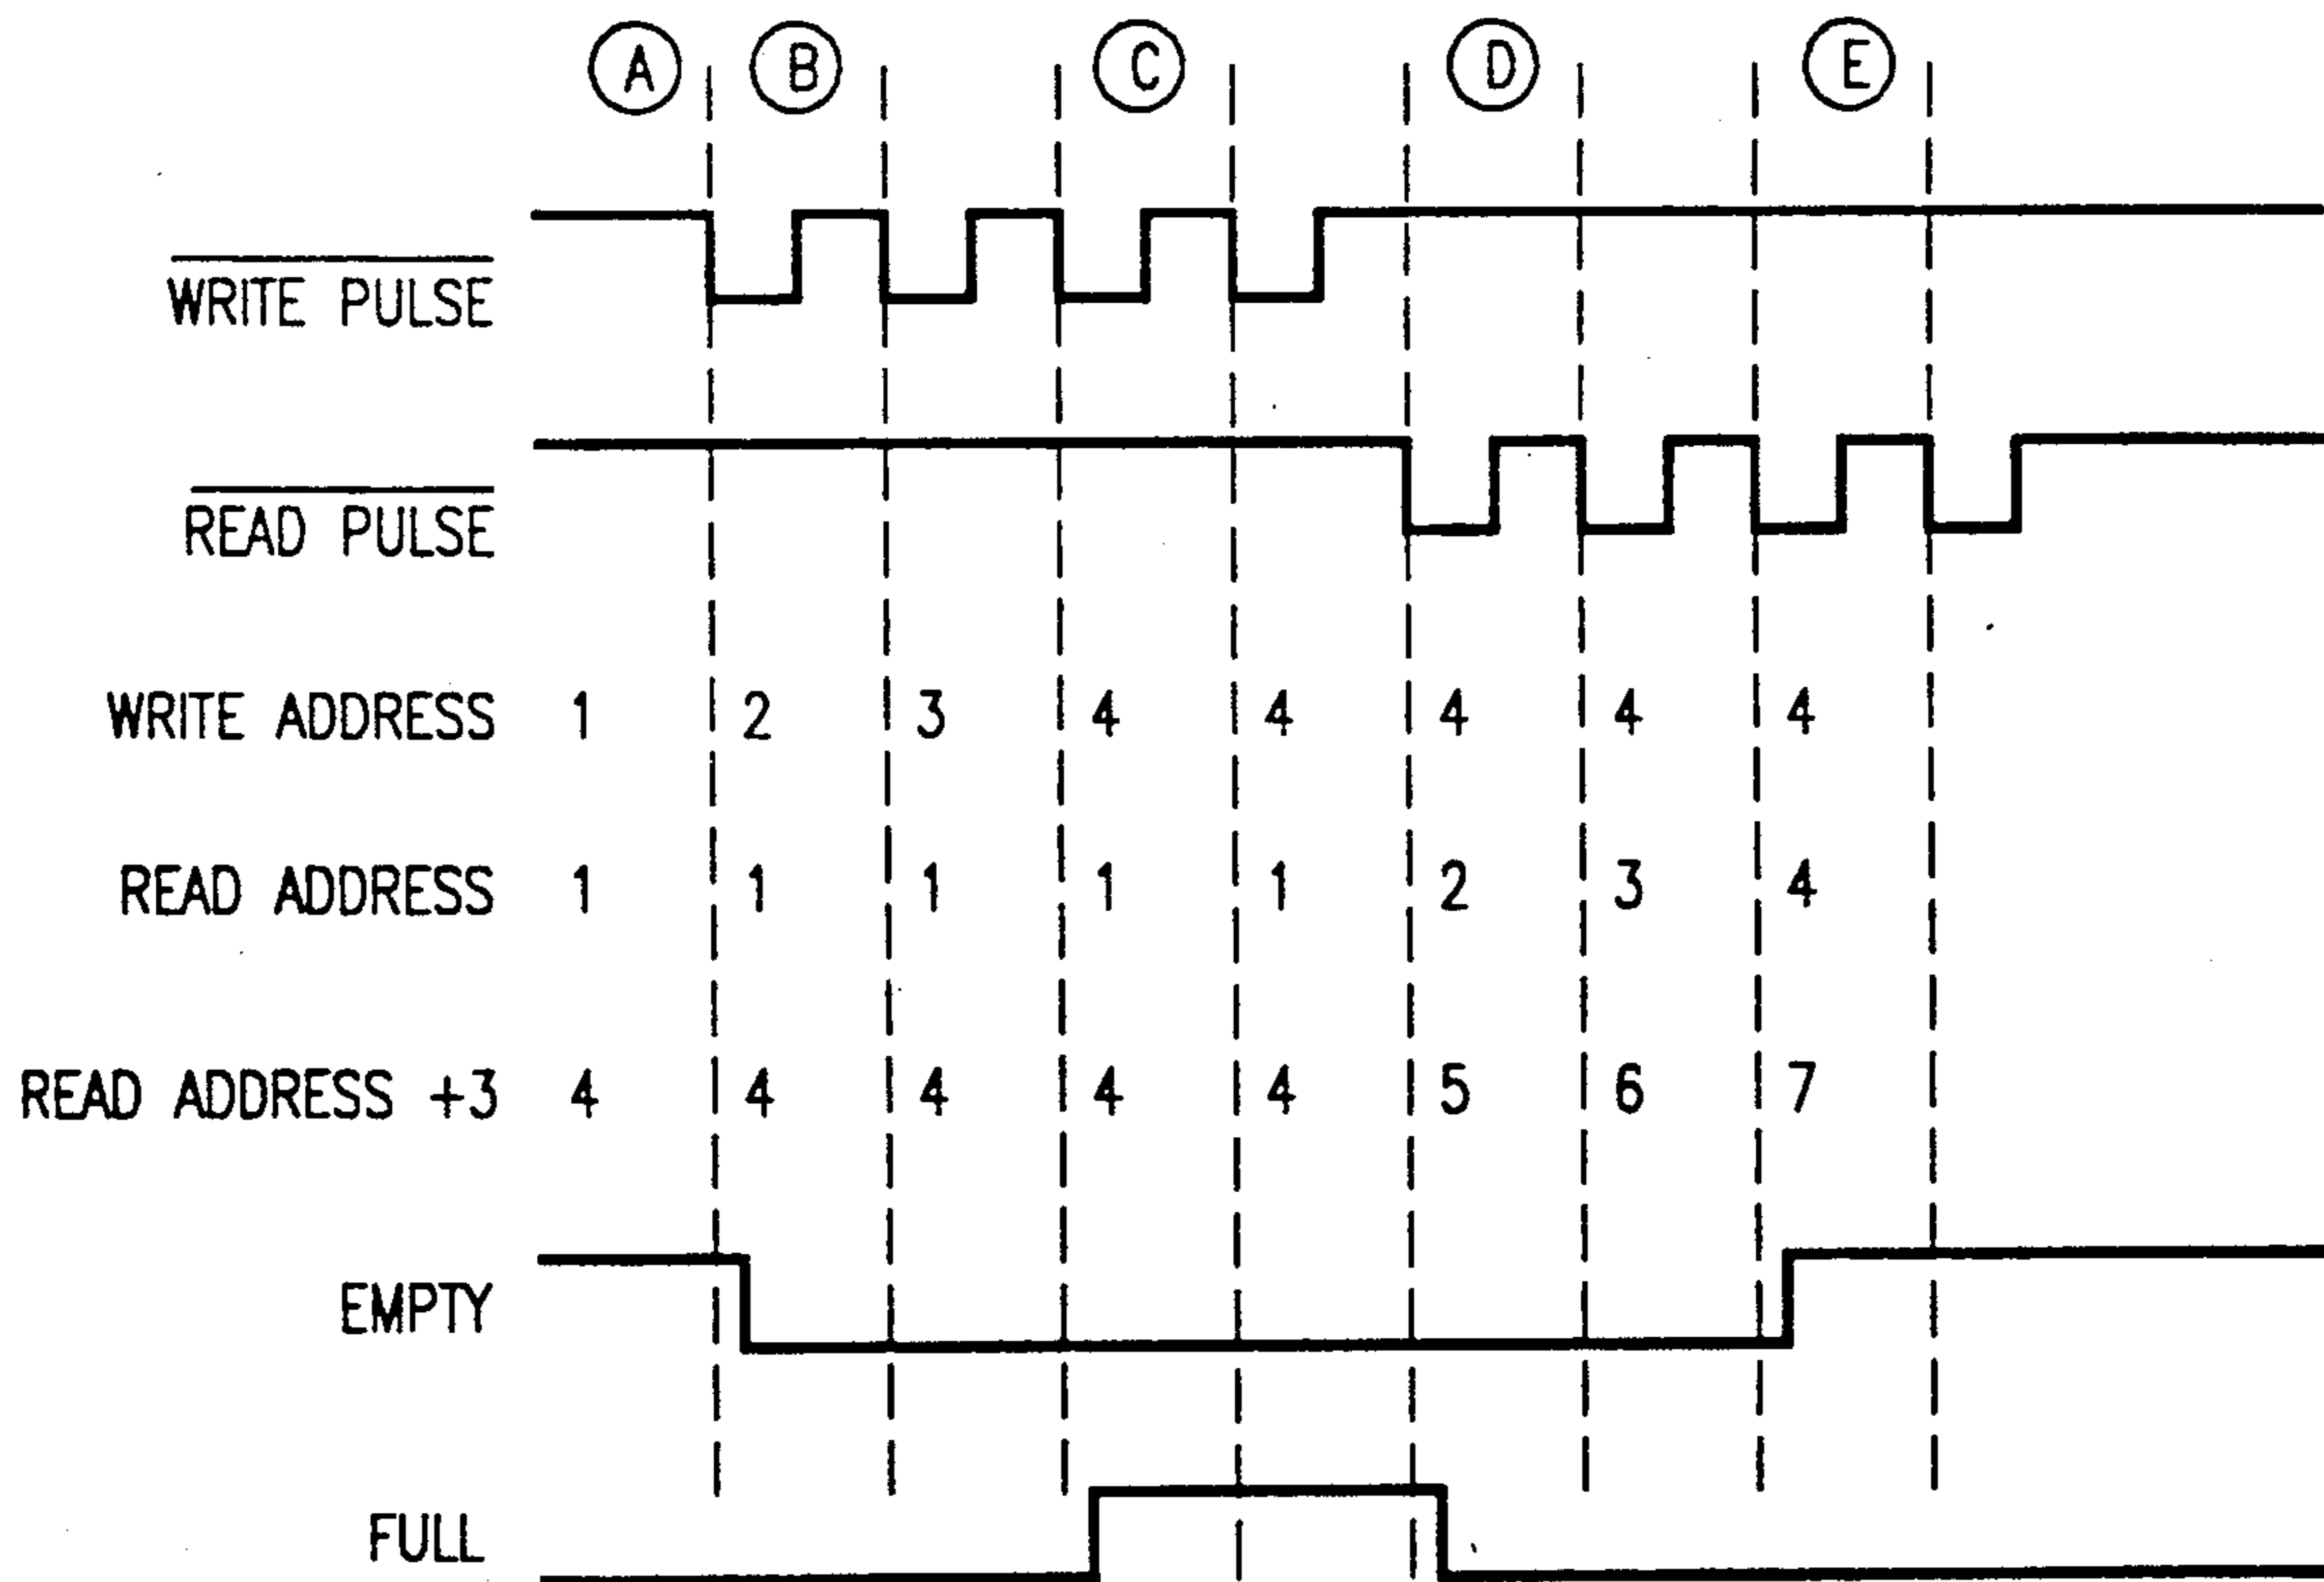 A B C D E
WRITE PULSE
READ PULSE
WRITE ADDRESS 1 2 3 4 4 4 4 4
READ ADDRESS 1 1 1 1 1 2 3 4
READ ADDRESS +3 4 4 4 4 4 5 6 7
EMPTY
FULL